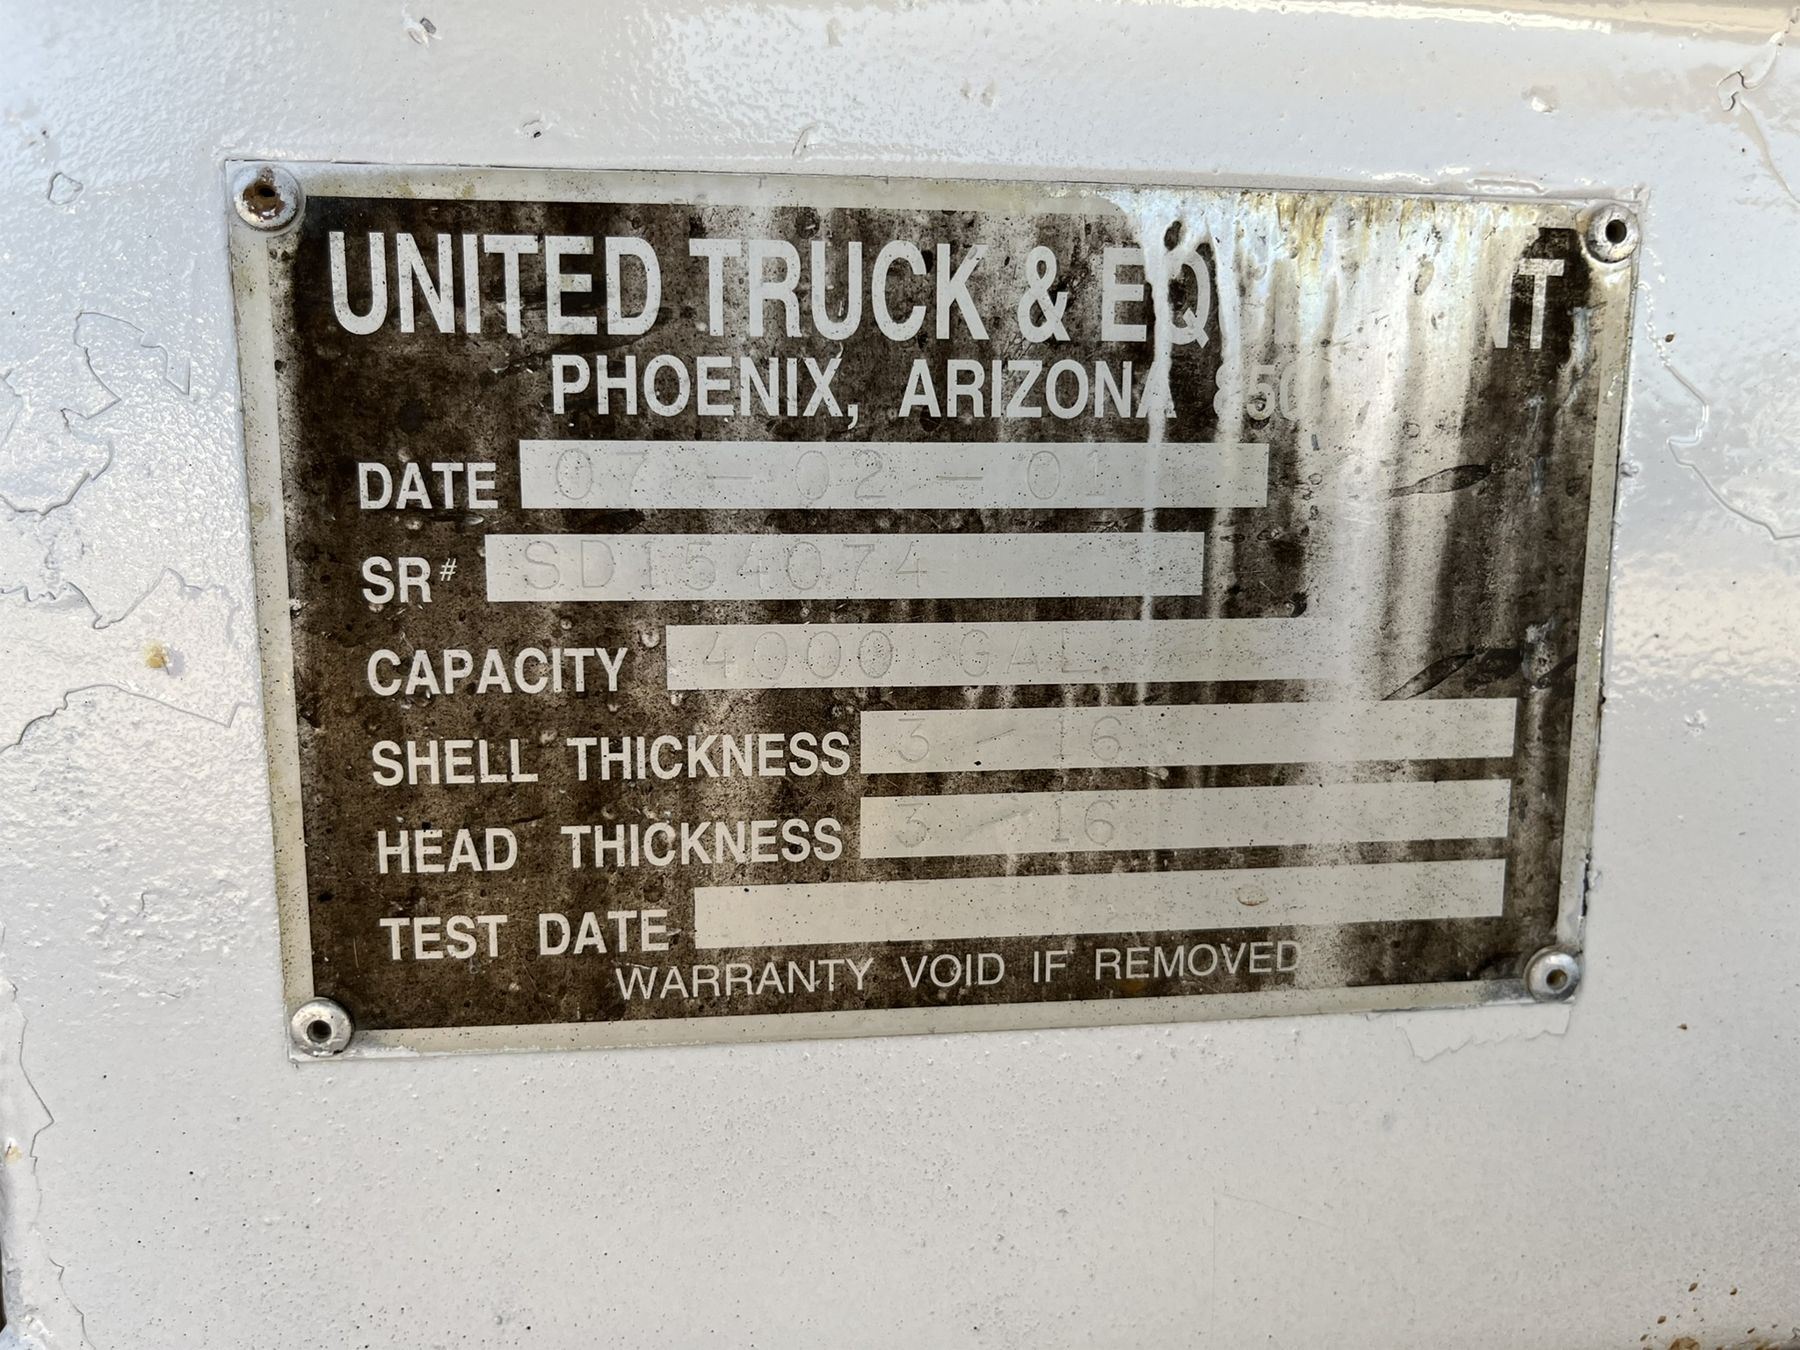 UNITED TRUCK & EQUIPMENT
PHOENIX, ARIZONA
DATE 07-02-01
SR# SD154074
CAPACITY 4000 GAL.
SHELL THICKNESS 3/16
HEAD THICKNESS 3/16
TEST DATE
WARRANTY VOID IF REMOVED